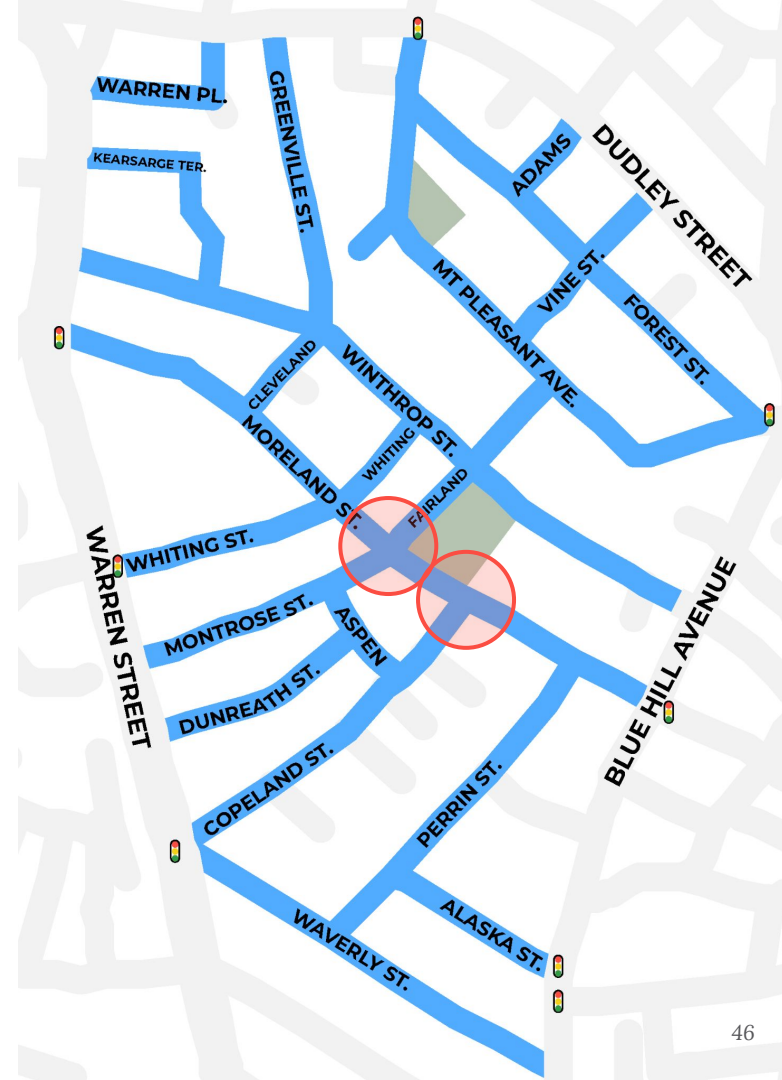 WARREN PL.
GREENVILLE ST.
KEARSARGE TER.
ADAMS
DUDLEY STREET
VINE ST.
MT PLEASANT AVE.
FOREST ST.
CLEVELAND
WINTHROP ST.
MORELAND ST.
WHITING
FAIRLAND
WHITING ST.
WARREN STREET
MONTROSE ST.
ASPEN
DUNREATH ST.
BLUE HILL AVENUE
COPELAND ST.
PERRIN ST.
ALASKA ST.
WAVERLY ST.
46